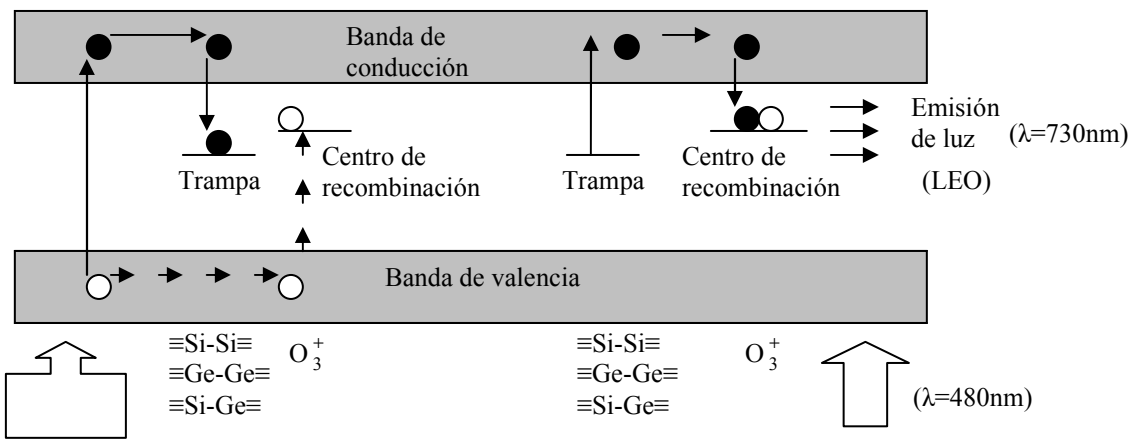 Banda de
conducción
Emisión
de luz (λ=730nm)
(LEO)
Trampa
Centro de
recombinación
Trampa
Centro de
recombinación
Banda de valencia
≡Si-Si≡
≡Ge-Ge≡
≡Si-Ge≡
O₃⁺
≡Si-Si≡
≡Ge-Ge≡
≡Si-Ge≡
O₃⁺
(λ=480nm)